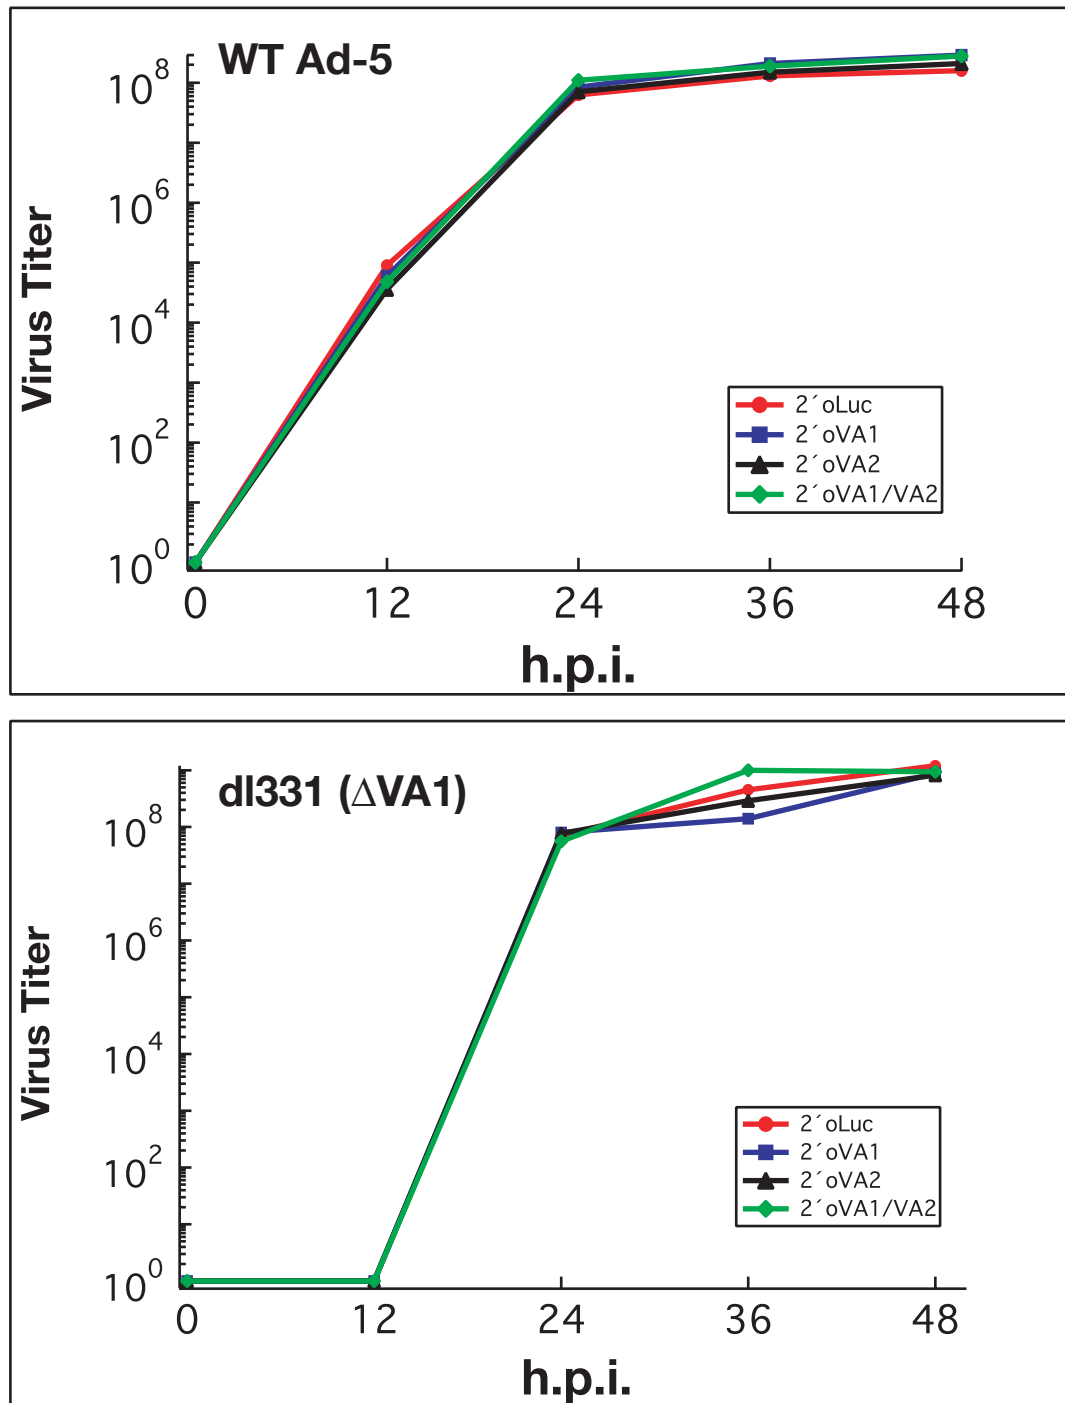 WT Ad-5
Virus Titer
10^8
10^6
10^4
10^2
10^0
2´oLuc
2´oVA1
2´oVA2
2´oVA1/VA2
0 12 24 36 48
h.p.i.
dl331 (ΔVA1)
Virus Titer
10^8
10^6
10^4
10^2
10^0
2´oLuc
2´oVA1
2´oVA2
2´oVA1/VA2
0 12 24 36 48
h.p.i.